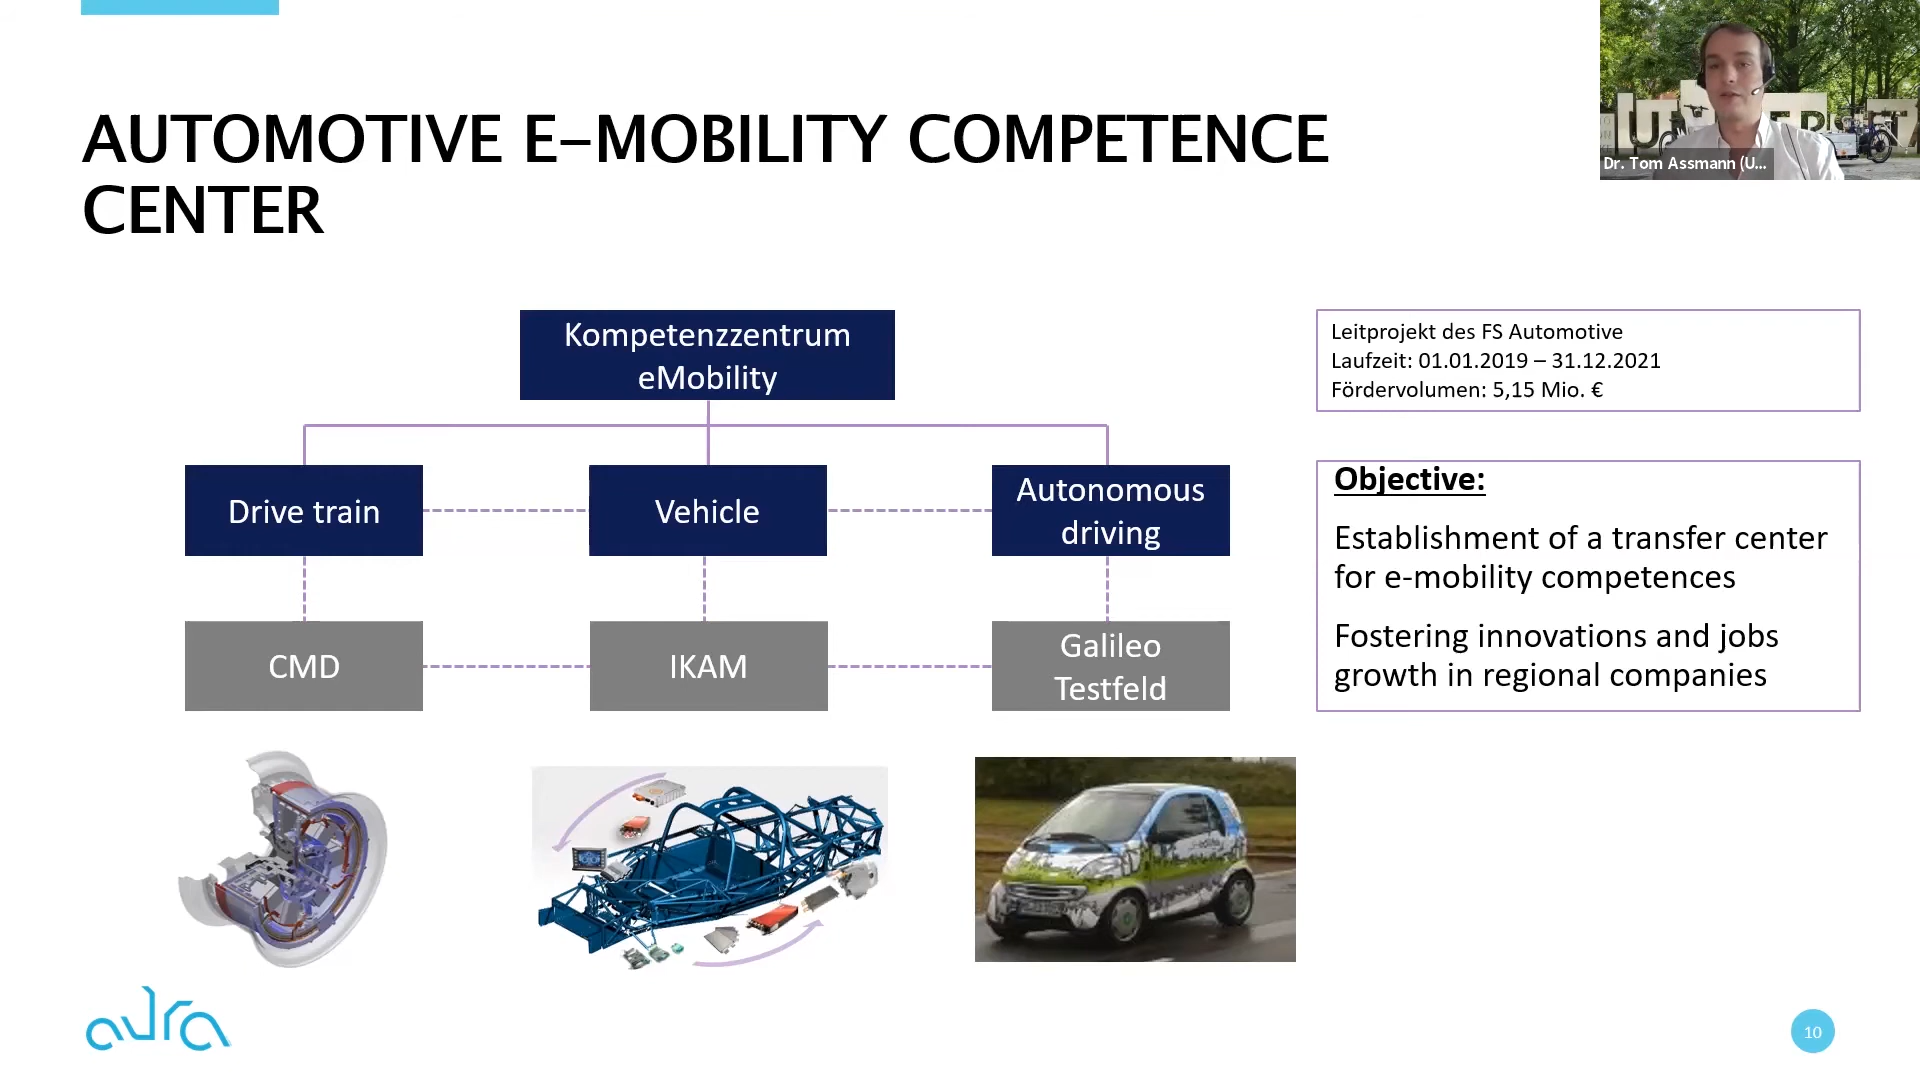 AUTOMOTIVE E–MOBILITY COMPETENCE
CENTER
Dr. Tom Assmann (U...
Kompetenzzentrum
eMobility
Drive train
Vehicle
Autonomous
driving
CMD
IKAM
Galileo
Testfeld
Leitprojekt des FS Automotive
Laufzeit: 01.01.2019 – 31.12.2021
Fördervolumen: 5,15 Mio. €
Objective:
Establishment of a transfer center
for e-mobility competences
Fostering innovations and jobs
growth in regional companies
10